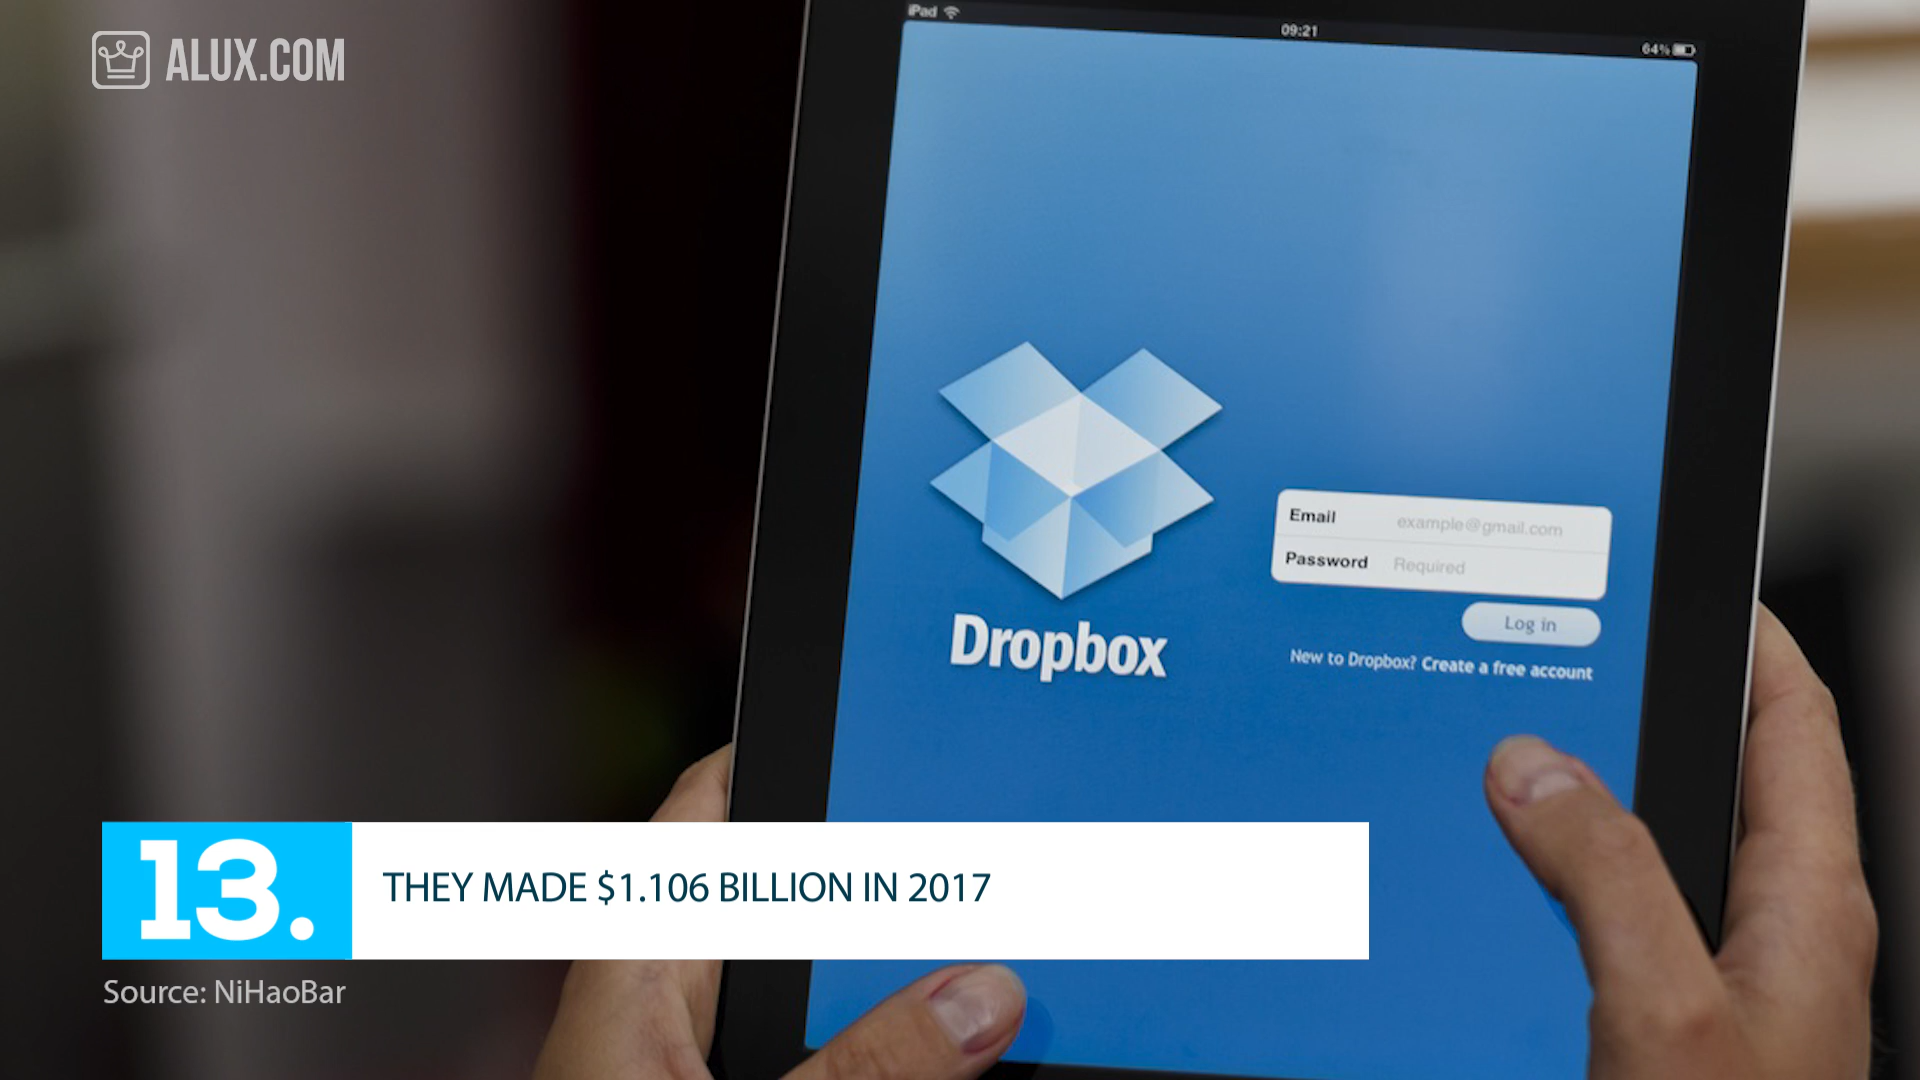 ALUX.COM
iPad
09:21
64%
Email example@gmail.com
Password Required
Log in
New to Dropbox? Create a free account
Dropbox
13.
THEY MADE $1.106 BILLION IN 2017
Source: NiHaoBar